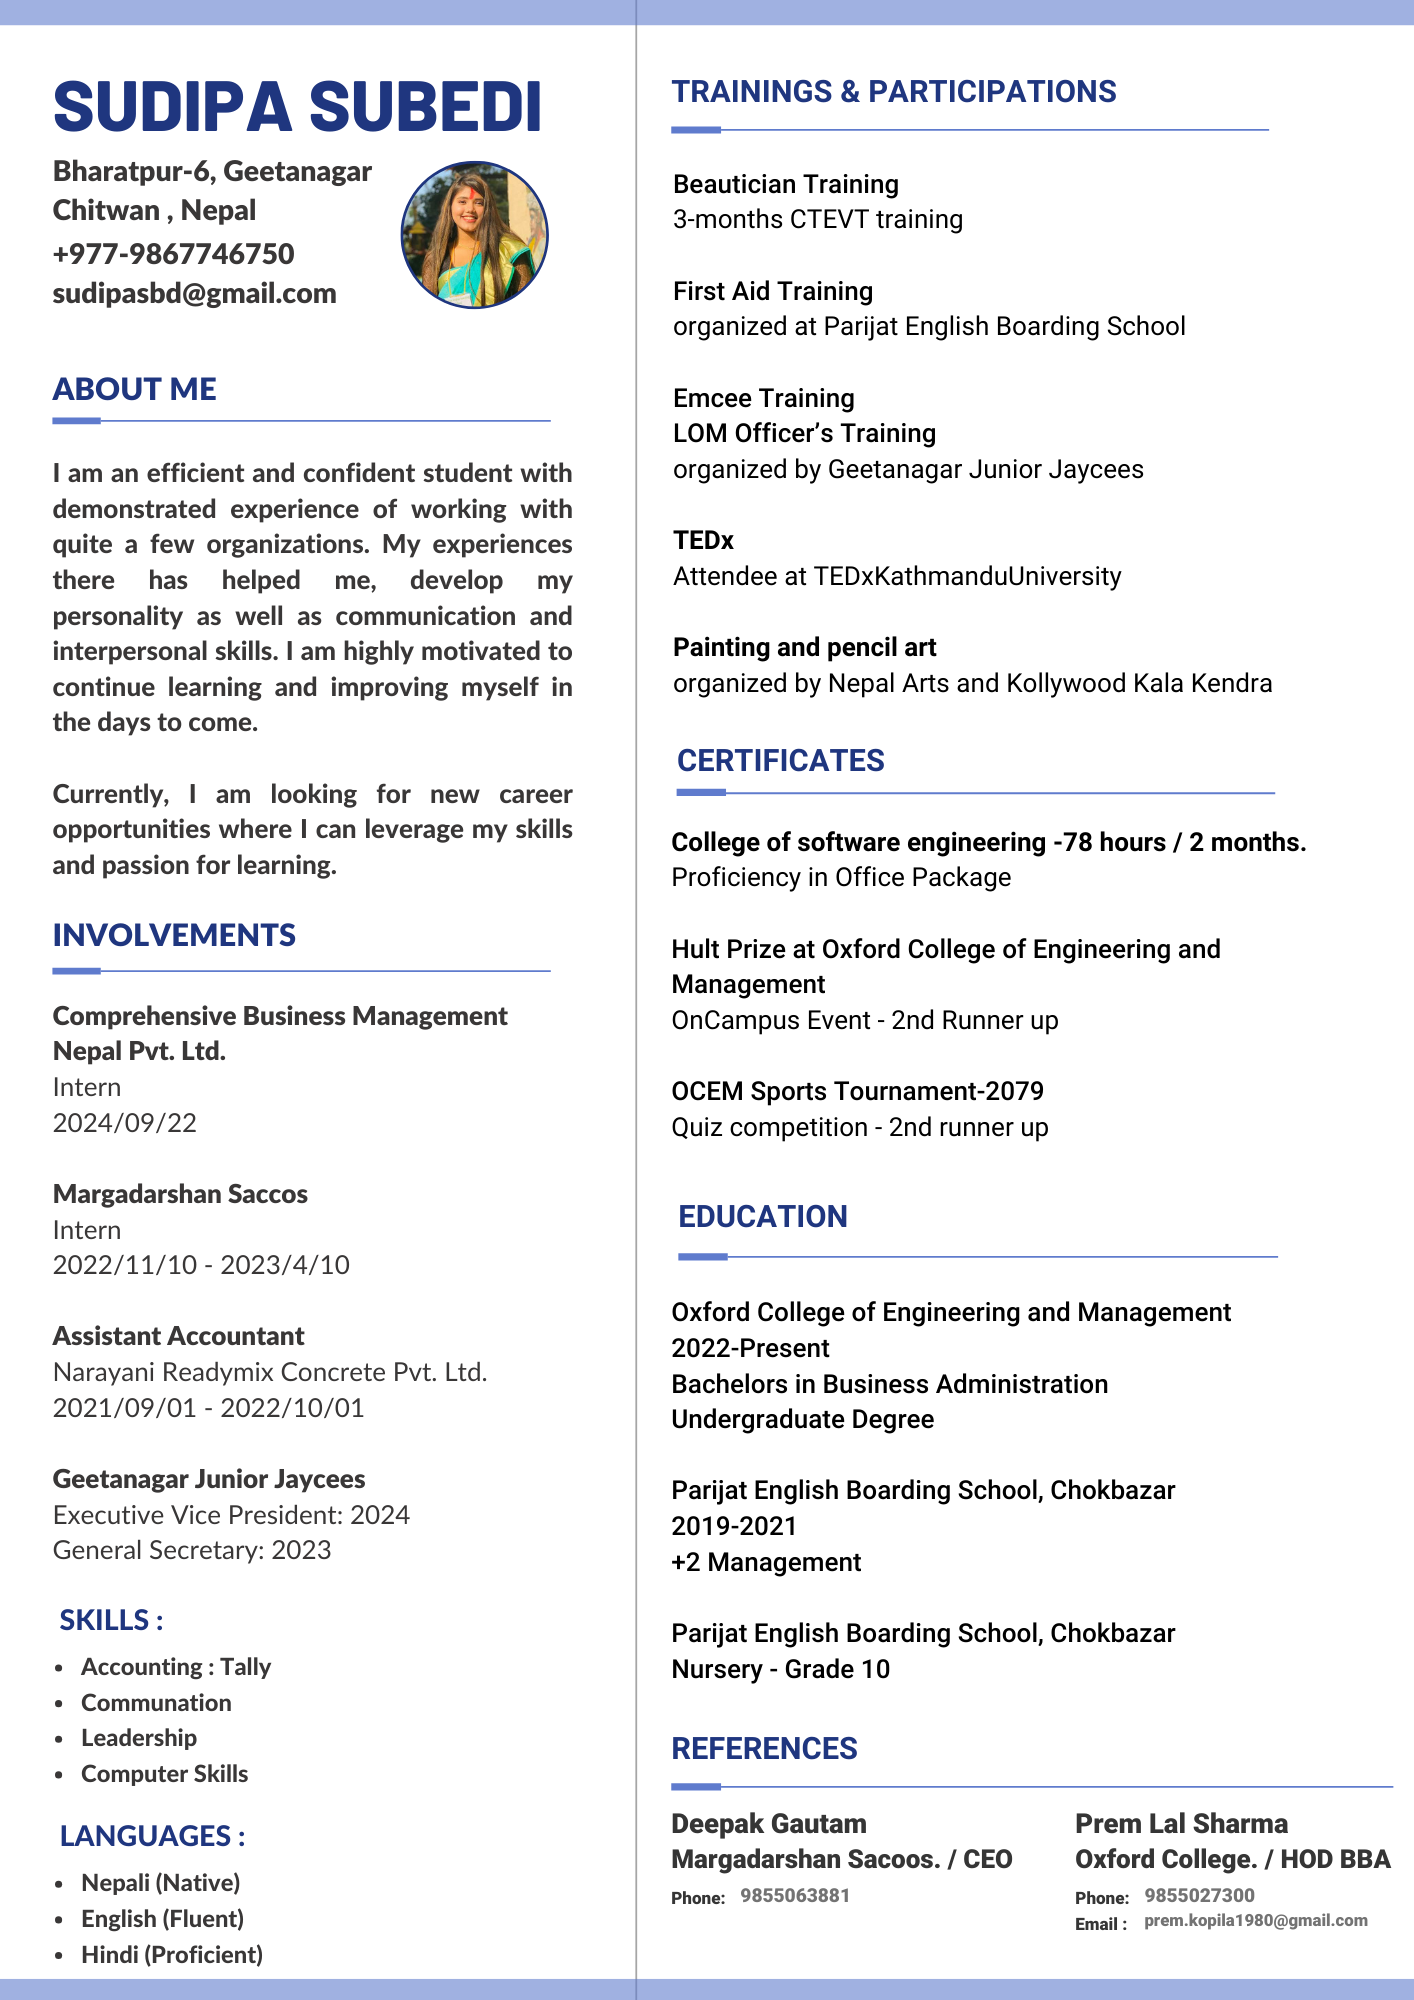 SUDIPA SUBEDI
Bharatpur-6, Geetanagar
Chitwan , Nepal
+977-9867746750
sudipasbd@gmail.com
ABOUT ME
I am an efficient and confident student with
demonstrated experience of working with
quite a few organizations. My experiences
there has helped me, develop my
personality as well as communication and
interpersonal skills. I am highly motivated to
continue learning and improving myself in
the days to come.
Currently, I am looking for new career
opportunities where I can leverage my skills
and passion for learning.
INVOLVEMENTS
Comprehensive Business Management
Nepal Pvt. Ltd.
Intern
2024/09/22
Margadarshan Saccos
Intern
2022/11/10 - 2023/4/10
Assistant Accountant
Narayani Readymix Concrete Pvt. Ltd.
2021/09/01 - 2022/10/01
Geetanagar Junior Jaycees
Executive Vice President: 2024
General Secretary: 2023
SKILLS :
• Accounting : Tally
• Communation
• Leadership
• Computer Skills
LANGUAGES :
• Nepali (Native)
• English (Fluent)
• Hindi (Proficient)
TRAININGS & PARTICIPATIONS
Beautician Training
3-months CTEVT training
First Aid Training
organized at Parijat English Boarding School
Emcee Training
LOM Officer’s Training
organized by Geetanagar Junior Jaycees
TEDx
Attendee at TEDxKathmanduUniversity
Painting and pencil art
organized by Nepal Arts and Kollywood Kala Kendra
CERTIFICATES
College of software engineering -78 hours / 2 months.
Proficiency in Office Package
Hult Prize at Oxford College of Engineering and
Management
OnCampus Event - 2nd Runner up
OCEM Sports Tournament-2079
Quiz competition - 2nd runner up
EDUCATION
Oxford College of Engineering and Management
2022-Present
Bachelors in Business Administration
Undergraduate Degree
Parijat English Boarding School, Chokbazar
2019-2021
+2 Management
Parijat English Boarding School, Chokbazar
Nursery - Grade 10
REFERENCES
Deepak Gautam
Margadarshan Sacoos. / CEO
Phone: 9855063881
Prem Lal Sharma
Oxford College. / HOD BBA
Phone: 9855027300
Email : prem.kopila1980@gmail.com